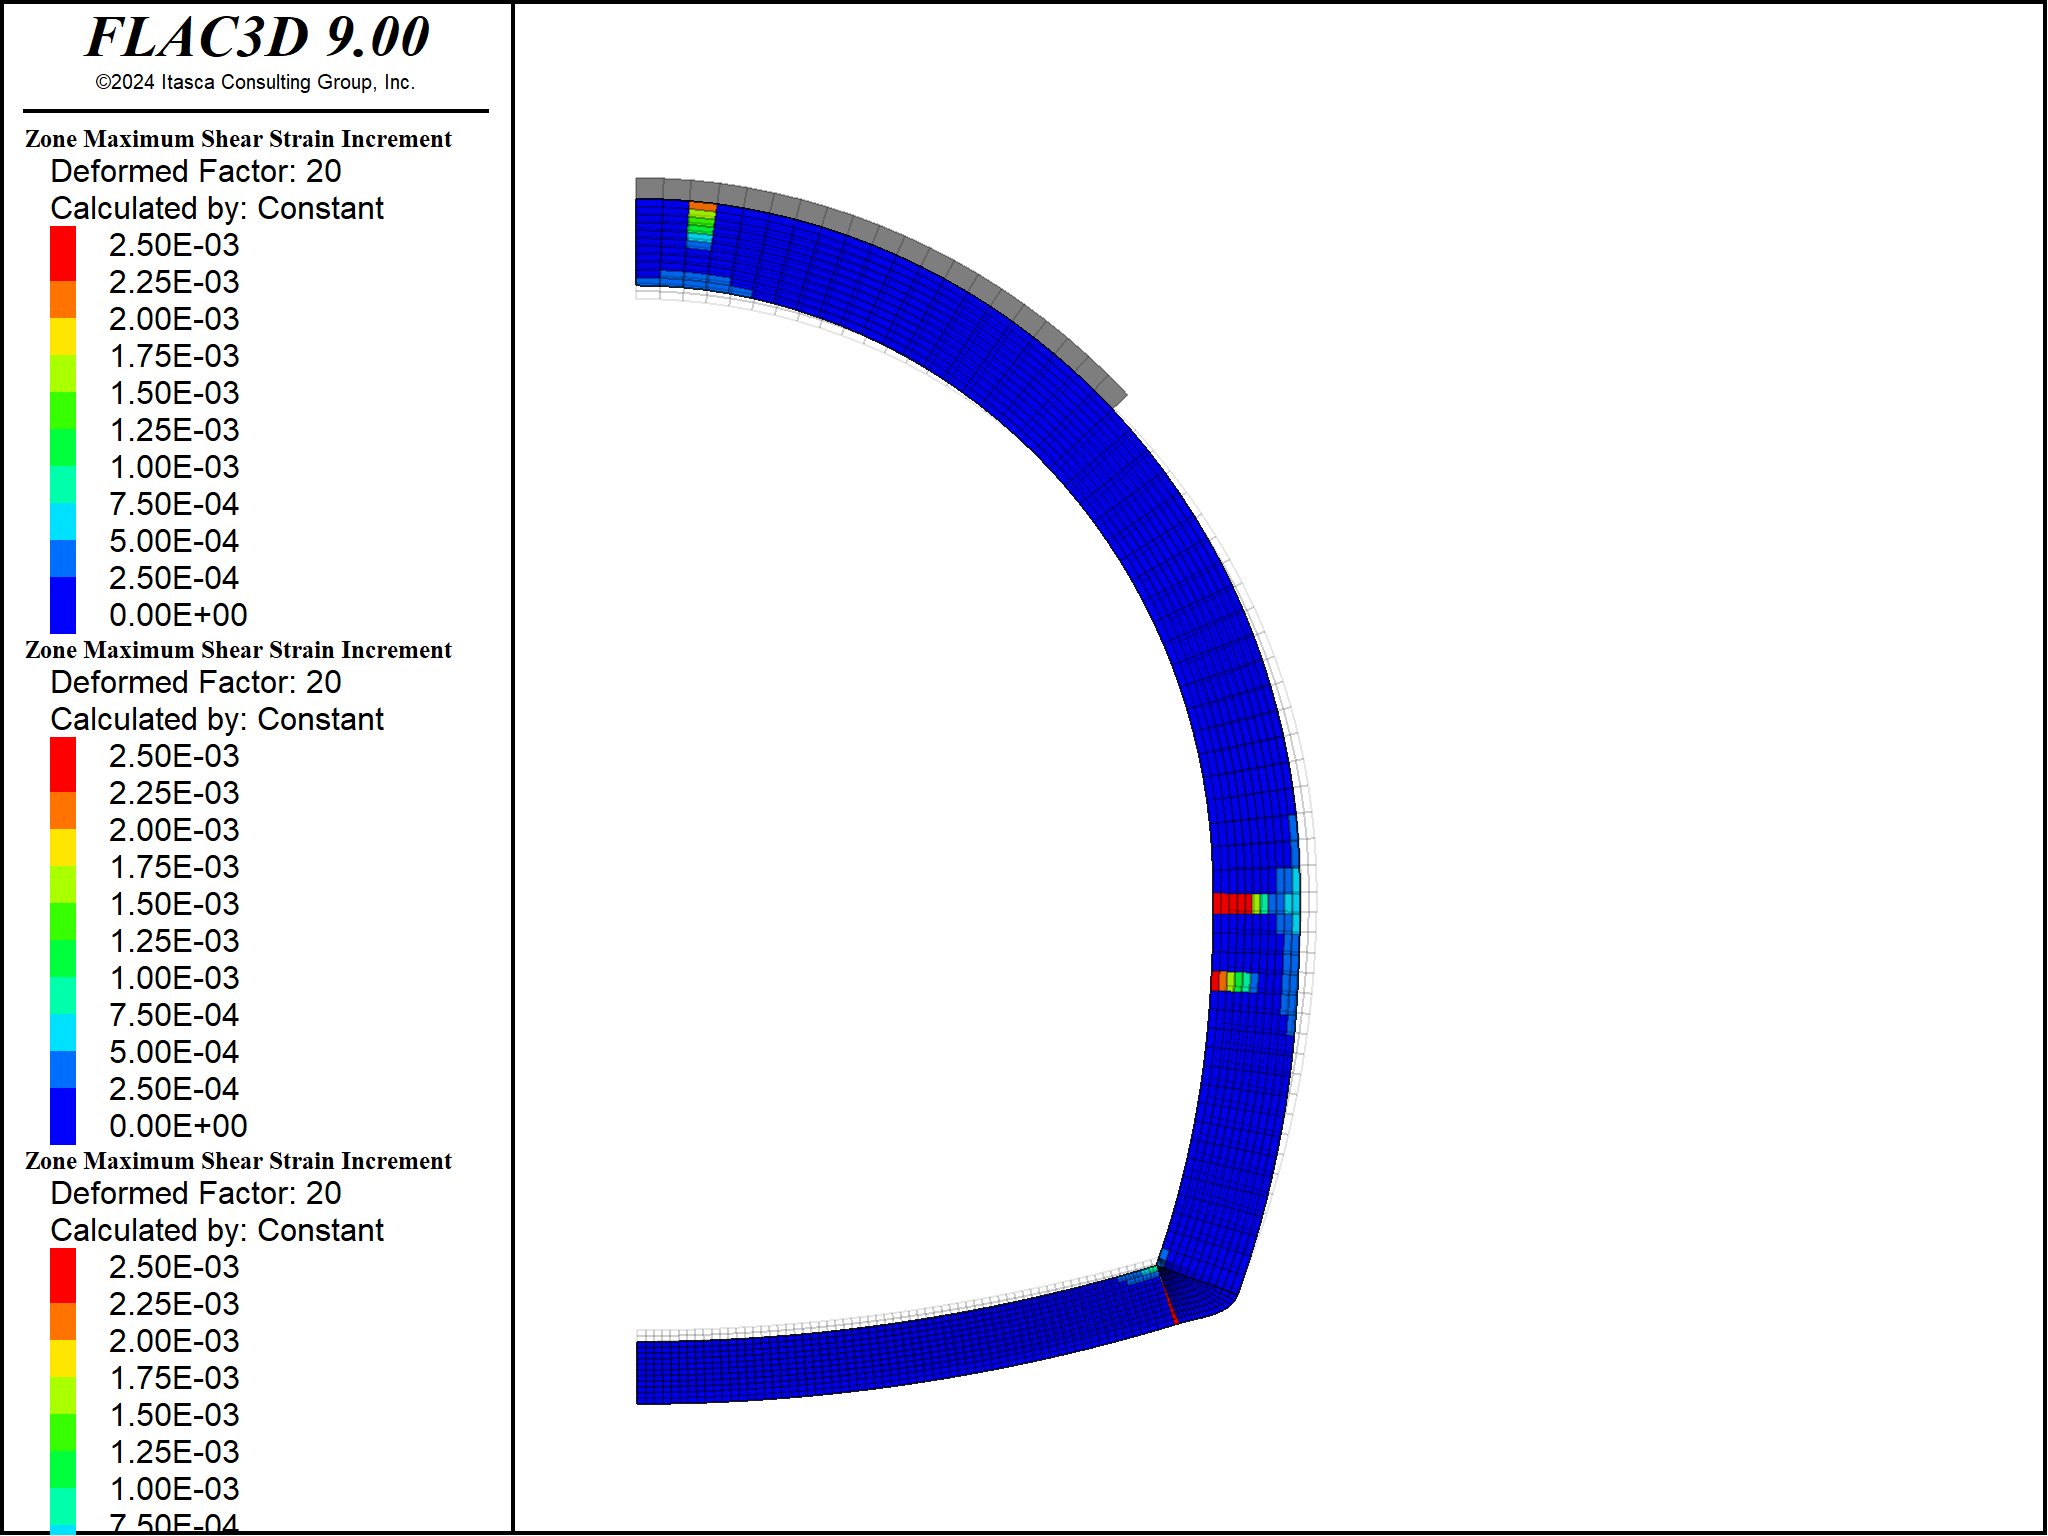 FLAC3D 9.00
©2024 Itasca Consulting Group, Inc.
Zone Maximum Shear Strain Increment
Deformed Factor: 20
Calculated by: Constant
2.50E-03
2.25E-03
2.00E-03
1.75E-03
1.50E-03
1.25E-03
1.00E-03
7.50E-04
5.00E-04
2.50E-04
0.00E+00
Zone Maximum Shear Strain Increment
Deformed Factor: 20
Calculated by: Constant
2.50E-03
2.25E-03
2.00E-03
1.75E-03
1.50E-03
1.25E-03
1.00E-03
7.50E-04
5.00E-04
2.50E-04
0.00E+00
Zone Maximum Shear Strain Increment
Deformed Factor: 20
Calculated by: Constant
2.50E-03
2.25E-03
2.00E-03
1.75E-03
1.50E-03
1.25E-03
1.00E-03
7.50E-04